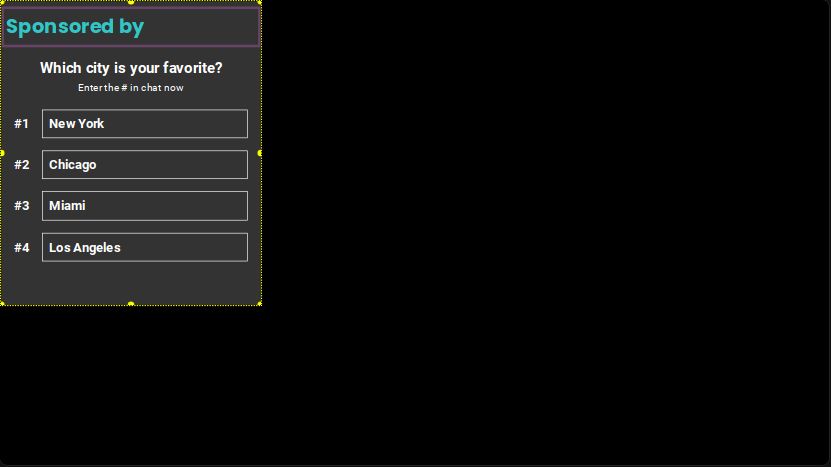 Sponsored by
Which city is your favorite?
Enter the # in chat now
#1 New York
#2 Chicago
#3 Miami
#4 Los Angeles